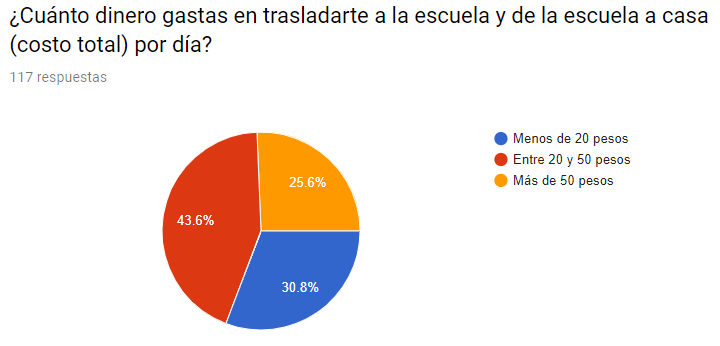 ¿Cuánto dinero gastas en trasladarte a la escuela y de la escuela a casa
(costo total) por día?
117 respuestas
Menos de 20 pesos
Entre 20 y 50 pesos
Más de 50 pesos
25.6%
43.6%
30.8%